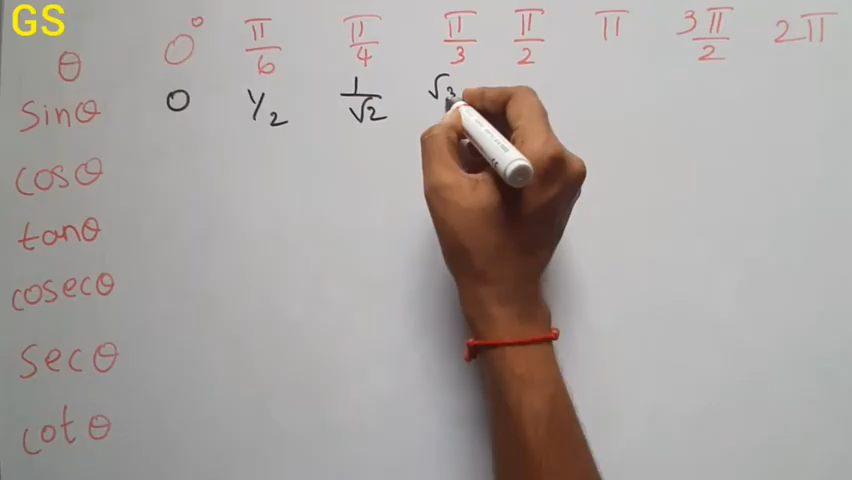 GS
θ 0° π/6 π/4 π/3 π/2 π 3π/2 2π
sinθ 0 1/2 1/√2 √3
cosθ
tanθ
cosecθ
secθ
cotθ